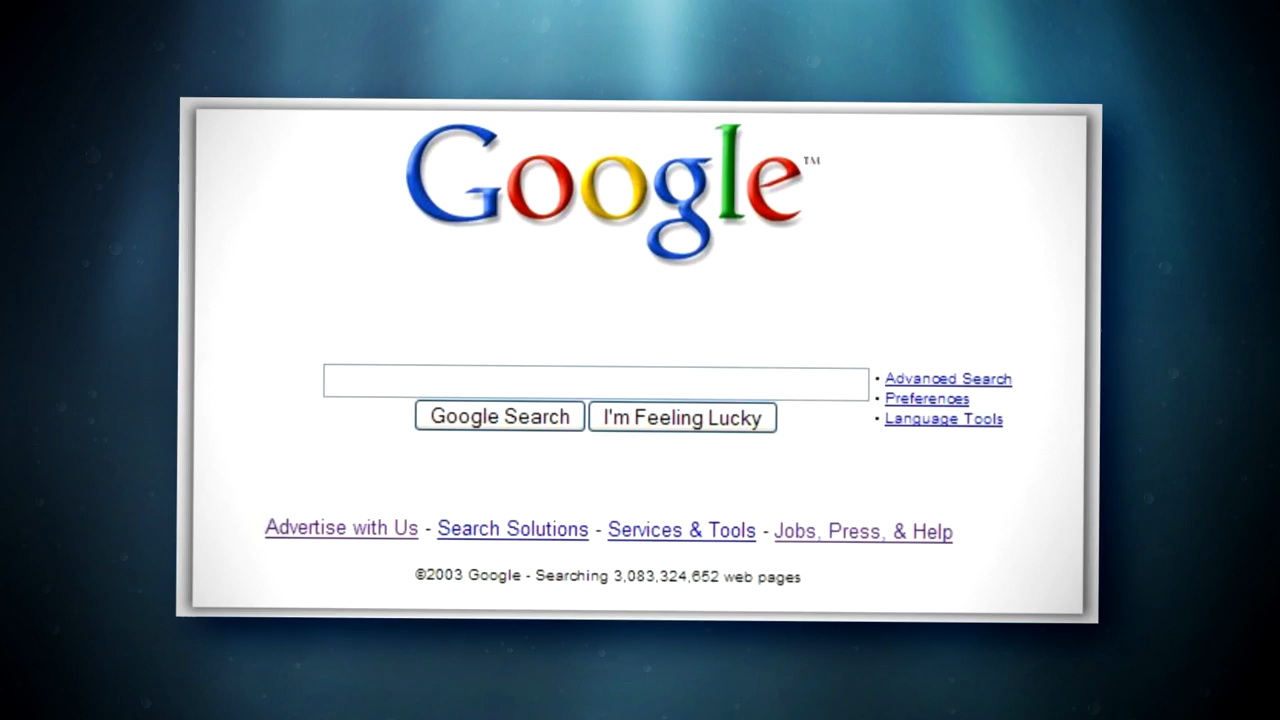 Google™
• Advanced Search
Google Search I'm Feeling Lucky
• Preferences
• Language Tools
Advertise with Us - Search Solutions - Services & Tools - Jobs, Press, & Help
©2003 Google - Searching 3,083,324,652 web pages